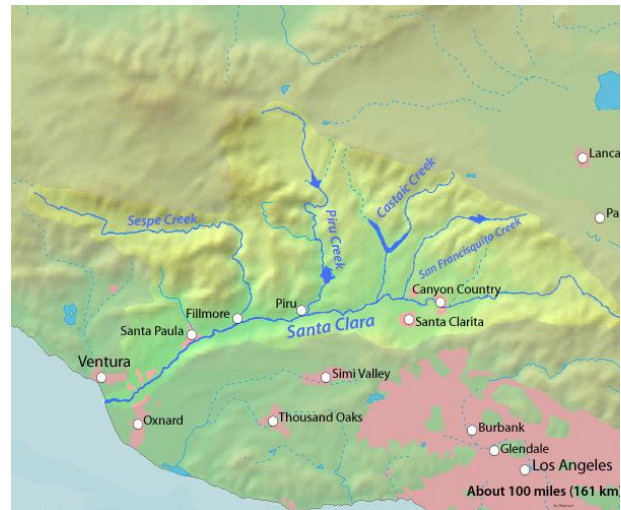 Lanca
Pa
Sespe Creek
Piru Creek
Castaic Creek
San Francisquito Creek
Canyon Country
Fillmore
Piru
Santa Clara
Santa Clarita
Santa Paula
Ventura
Simi Valley
Oxnard
Thousand Oaks
Burbank
Glendale
Los Angeles
About 100 miles (161 km)